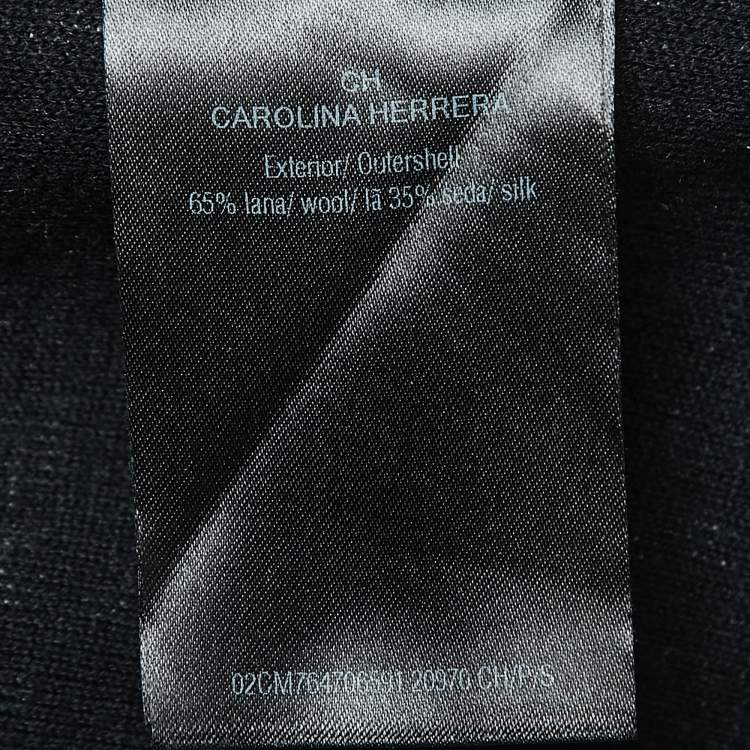 CH
CAROLINA HERRERA
Exterior/ Outershell
65% lana/ wool/ lã 35% seda/ silk
02CM764706591 20970 CH/P/S